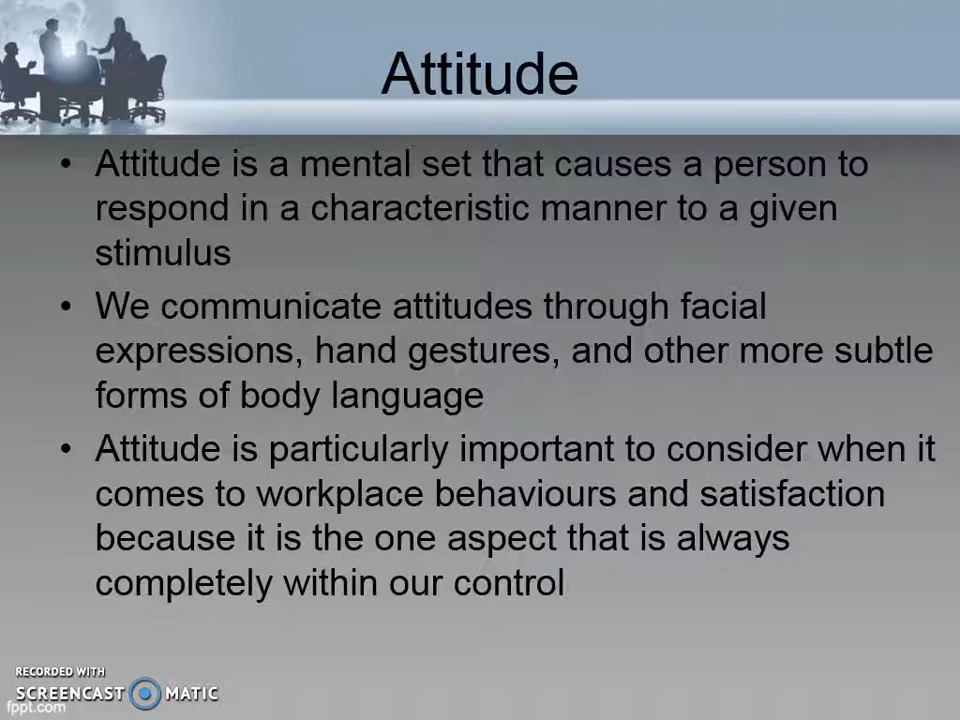 Attitude
• Attitude is a mental set that causes a person to
respond in a characteristic manner to a given
stimulus
• We communicate attitudes through facial
expressions, hand gestures, and other more subtle
forms of body language
• Attitude is particularly important to consider when it
comes to workplace behaviours and satisfaction
because it is the one aspect that is always
completely within our control
RECORDED WITH
SCREENCAST MATIC
fppt.com